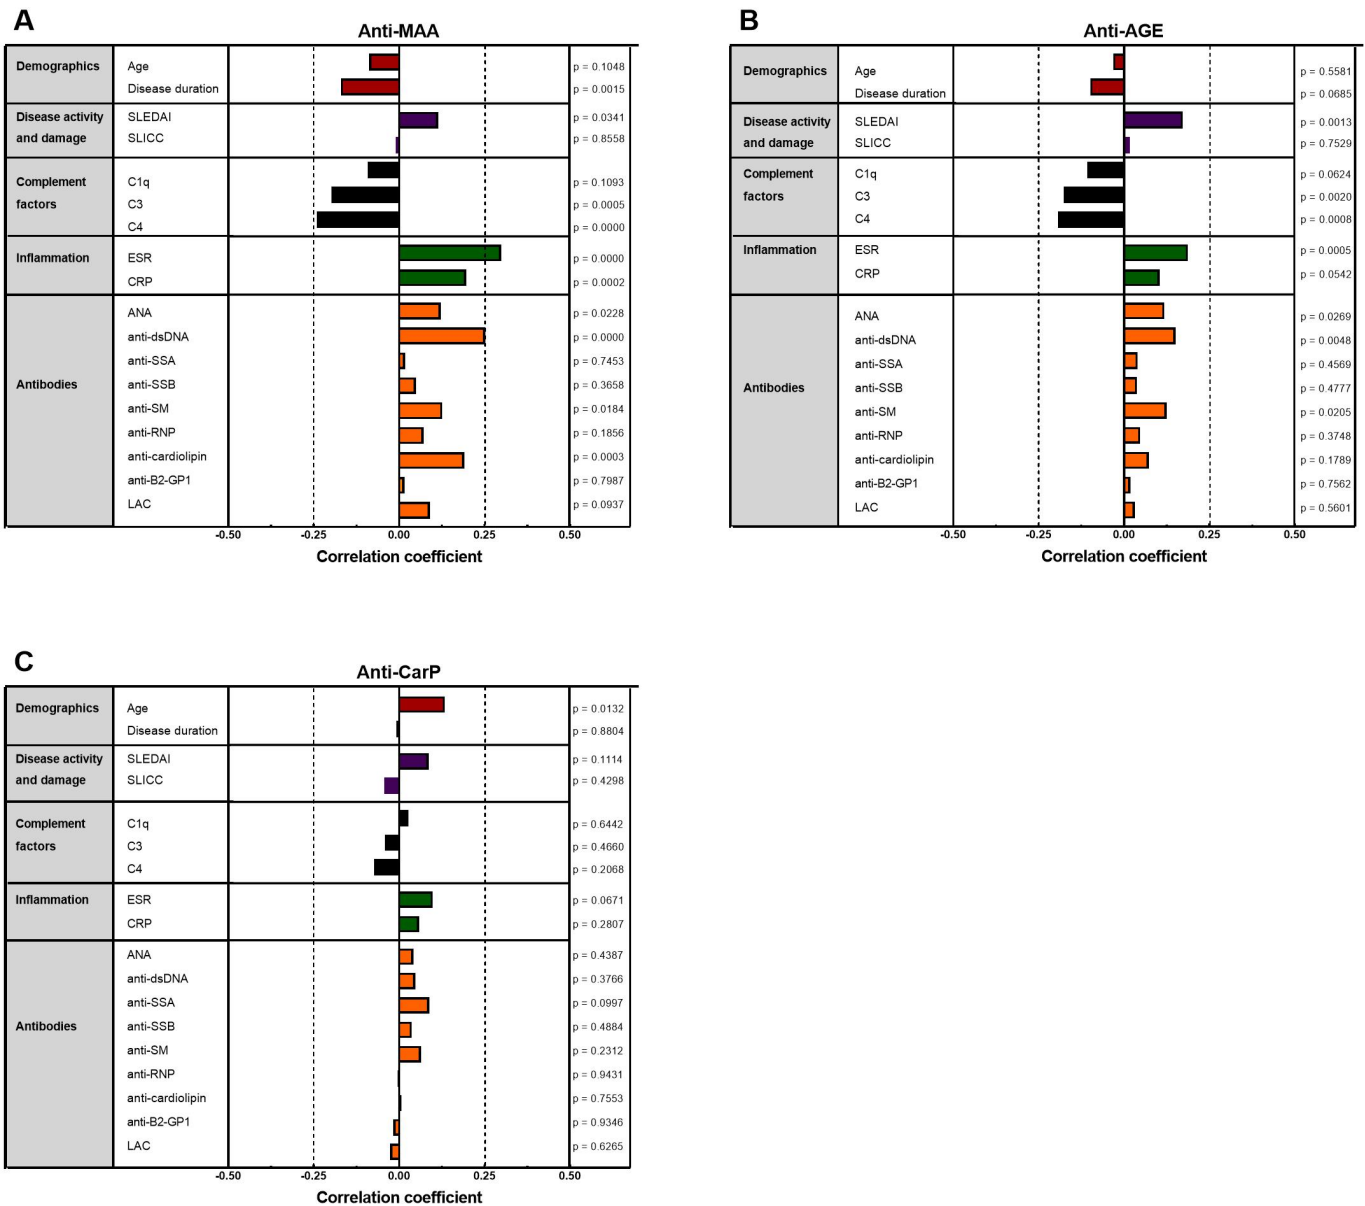 A
Anti-MAA
Demographics
Age
p = 0.1048
Disease duration
p = 0.0015
Disease activity
and damage
SLEDAI
p = 0.0341
SLICC
p = 0.8558
Complement
factors
C1q
p = 0.1093
C3
p = 0.0005
C4
p = 0.0000
Inflammation
ESR
p = 0.0000
CRP
p = 0.0002
Antibodies
ANA
p = 0.0228
anti-dsDNA
p = 0.0000
anti-SSA
p = 0.7453
anti-SSB
p = 0.3658
anti-SM
p = 0.0184
anti-RNP
p = 0.1856
anti-cardiolipin
p = 0.0003
anti-B2-GP1
p = 0.7987
LAC
p = 0.0937
-0.50 -0.25 0.00 0.25 0.50
Correlation coefficient
B
Anti-AGE
Demographics
Age
p = 0.5581
Disease duration
p = 0.0685
Disease activity
and damage
SLEDAI
p = 0.0013
SLICC
p = 0.7529
Complement
factors
C1q
p = 0.0624
C3
p = 0.0020
C4
p = 0.0008
Inflammation
ESR
p = 0.0005
CRP
p = 0.0542
Antibodies
ANA
p = 0.0269
anti-dsDNA
p = 0.0048
anti-SSA
p = 0.4569
anti-SSB
p = 0.4777
anti-SM
p = 0.0205
anti-RNP
p = 0.3748
anti-cardiolipin
p = 0.1789
anti-B2-GP1
p = 0.7562
LAC
p = 0.5601
-0.50 -0.25 0.00 0.25 0.50
Correlation coefficient
C
Anti-CarP
Demographics
Age
p = 0.0132
Disease duration
p = 0.8804
Disease activity
and damage
SLEDAI
p = 0.1114
SLICC
p = 0.4298
Complement
factors
C1q
p = 0.6442
C3
p = 0.4660
C4
p = 0.2068
Inflammation
ESR
p = 0.0671
CRP
p = 0.2807
Antibodies
ANA
p = 0.4387
anti-dsDNA
p = 0.3766
anti-SSA
p = 0.0997
anti-SSB
p = 0.4884
anti-SM
p = 0.2312
anti-RNP
p = 0.9431
anti-cardiolipin
p = 0.7553
anti-B2-GP1
p = 0.9346
LAC
p = 0.6265
-0.50 -0.25 0.00 0.25 0.50
Correlation coefficient